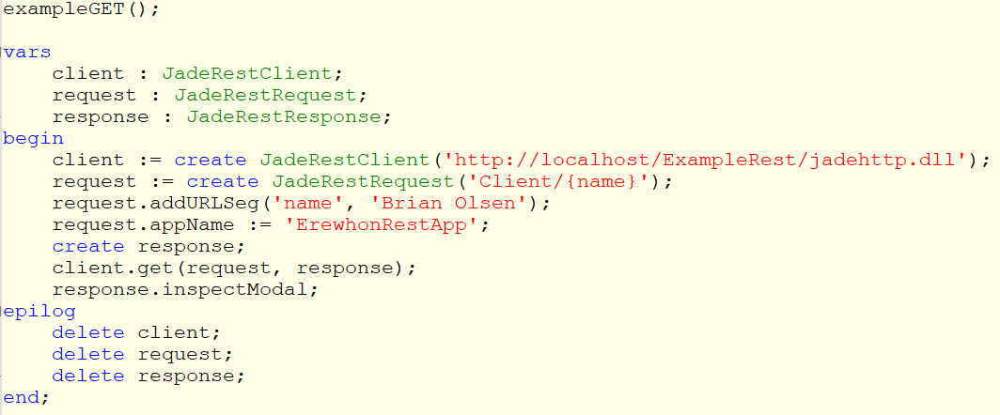 exampleGET();
vars
client : JadeRestClient;
request : JadeRestRequest;
response : JadeRestResponse;
begin
client := create JadeRestClient('http://localhost/ExampleRest/jadehttp.dll');
request := create JadeRestRequest('Client/{name}');
request.addURLSeg('name', 'Brian Olsen');
request.appName := 'ErewhonRestApp';
create response;
client.get(request, response);
response.inspectModal;
epilog
delete client;
delete request;
delete response;
end;